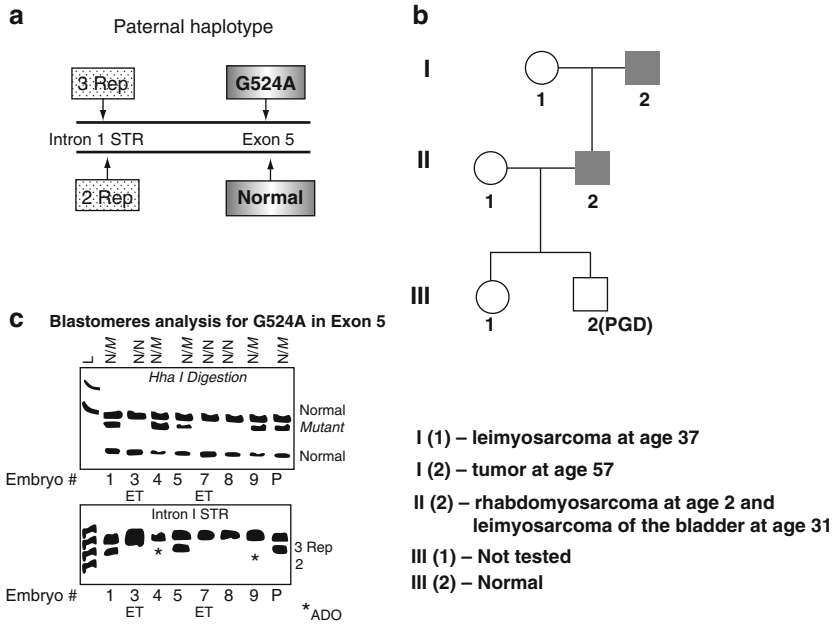 a
Paternal haplotype
3 Rep
G524A
Intron 1 STR
Exon 5
2 Rep
Normal
b
I
1
2
II
1
2
III
1
2(PGD)
c
Blastomeres analysis for G524A in Exon 5
L N/M N/N N/M N/M N/N N/N N/M N/M
Hha I Digestion
Normal
Mutant
Normal
Embryo # 1 3 4 5 7 8 9 P
ET ET
Intron I STR
3 Rep
2
* *
Embryo # 1 3 4 5 7 8 9 P
ET ET
*ADO
I (1) – leimyosarcoma at age 37
I (2) – tumor at age 57
II (2) – rhabdomyosarcoma at age 2 and
leimyosarcoma of the bladder at age 31
III (1) – Not tested
III (2) – Normal